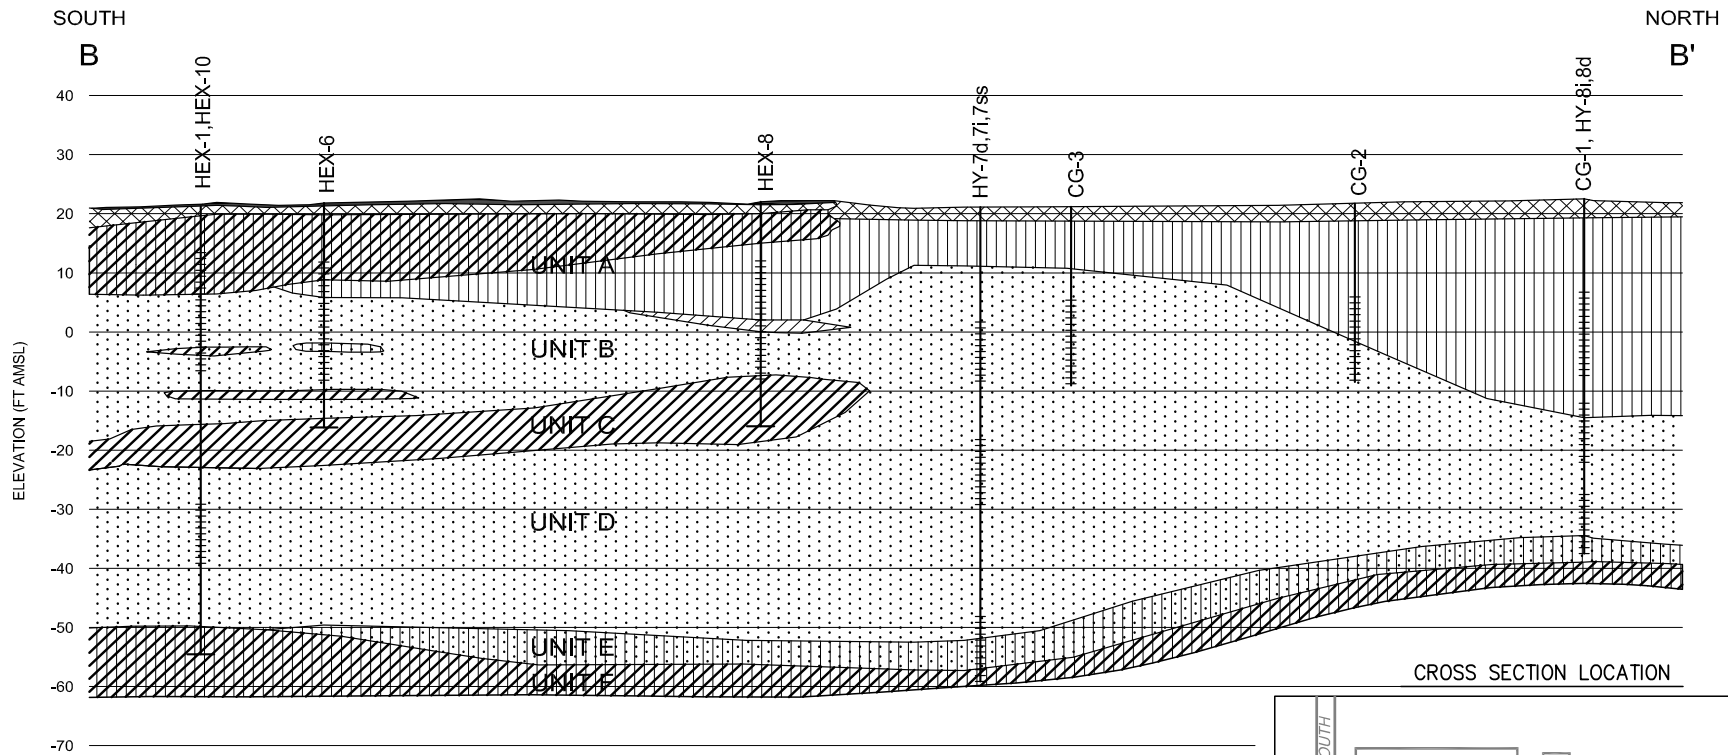 SOUTH
NORTH
B
B'
HEX-1,HEX-10
HEX-6
HEX-8
HY-7d,7i,7ss
CG-3
CG-2
CG-1, HY-8i,8d
ELEVATION (FT AMSL)
40
30
20
10
0
-10
-20
-30
-40
-50
-60
-70
UNIT A
UNIT B
UNIT C
UNIT D
UNIT E
UNIT F
CROSS SECTION LOCATION
OUTH